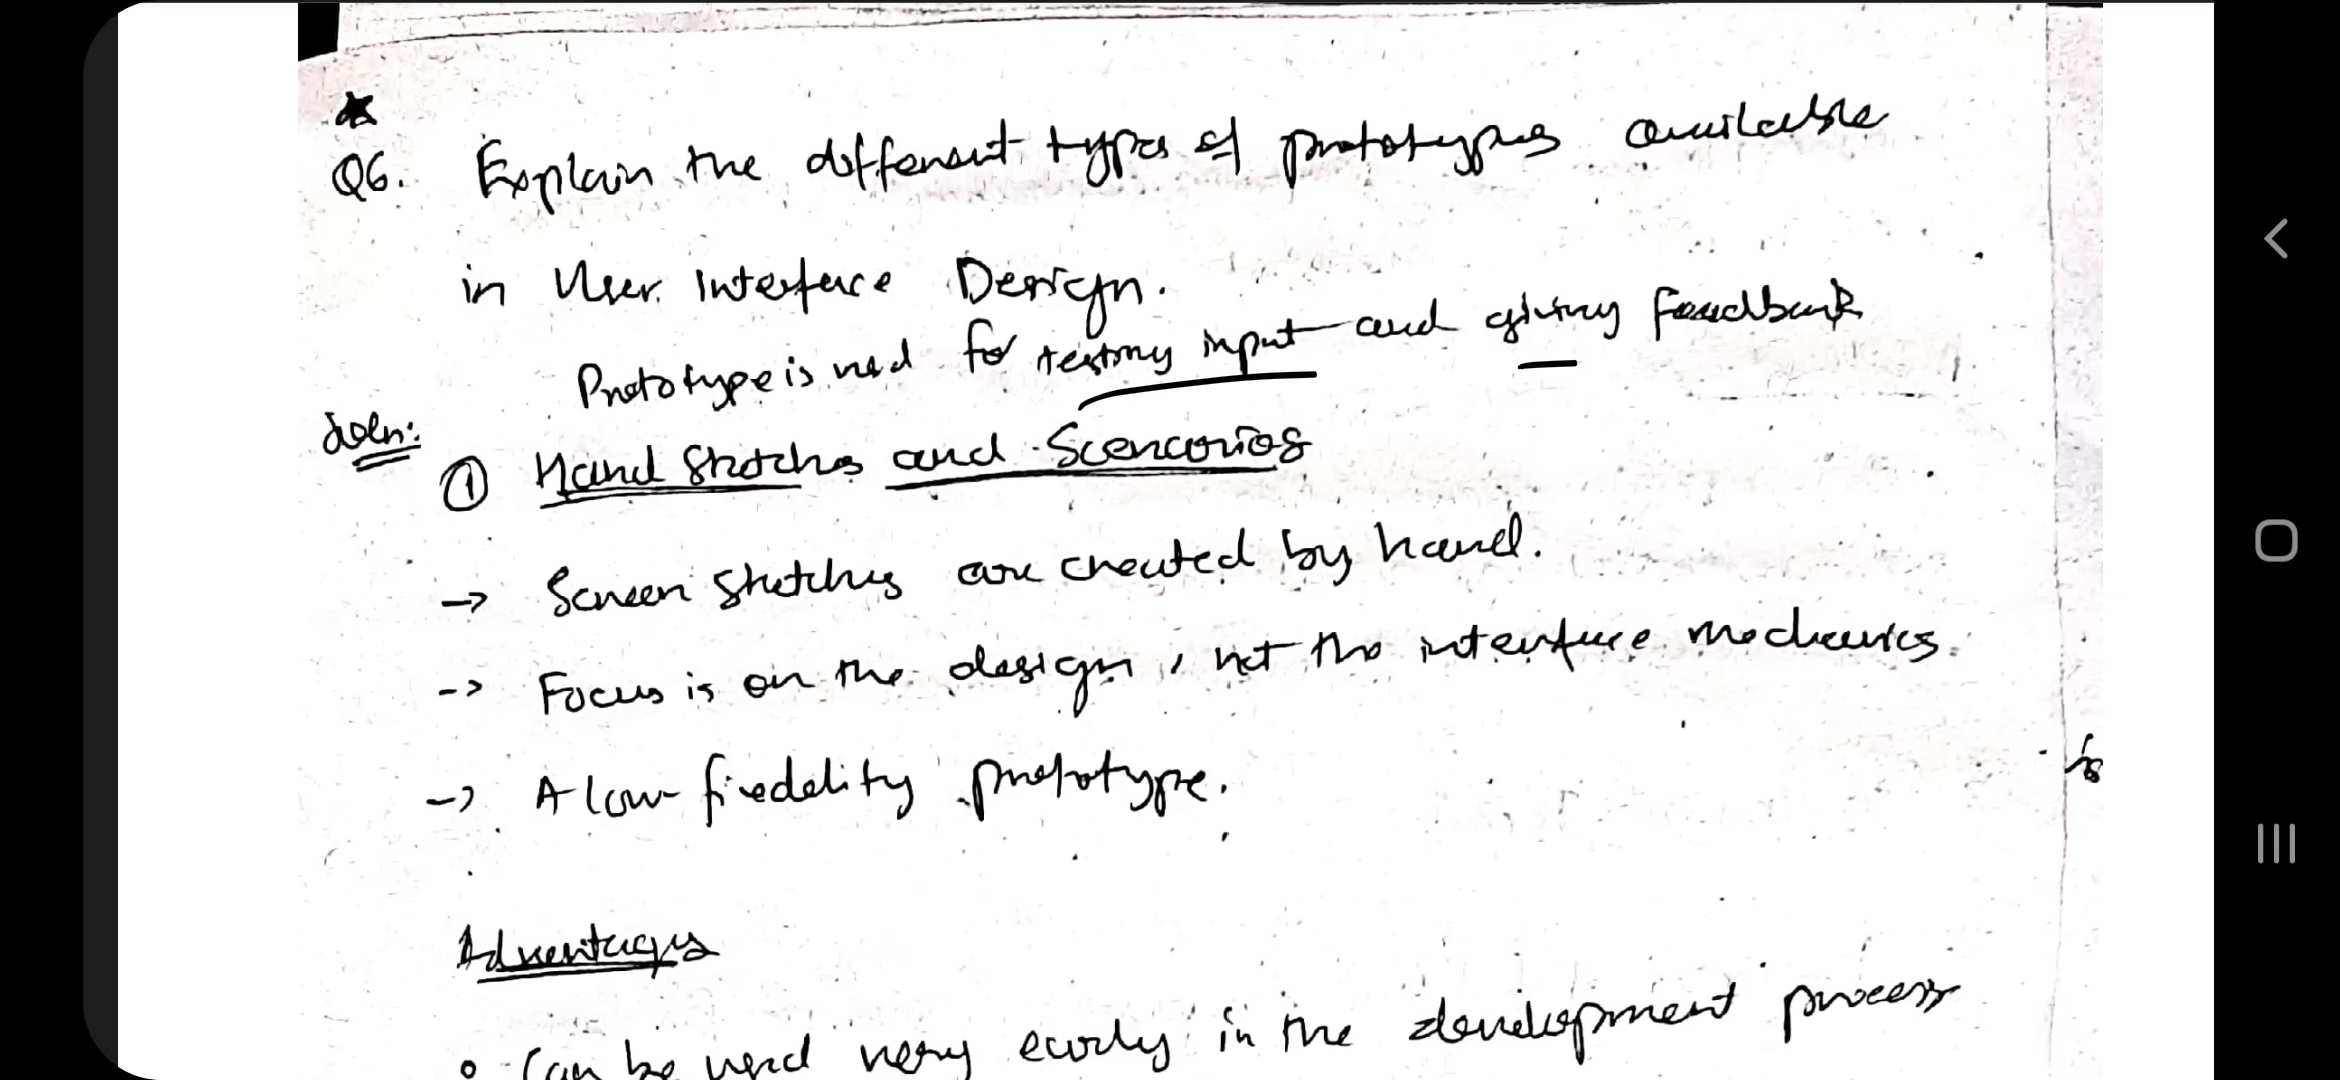 Q6. Explain the different types of prototypes available
in User Interface Design.
Prototype is used for testing input and giving feedback
Soln:
① Hand Sketches and Scenarios
→ Screen sketches are created by hand.
-> Focus is on the design, not the interface mechanics.
-> A low-fiedelity prototype.
Advantages
• Can be used very early in the development process